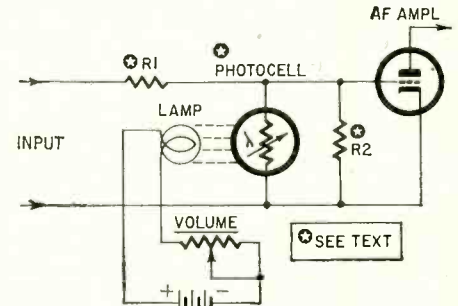 AF AMPL
✪ R1
✪
PHOTOCELL
LAMP
λ
INPUT
✪
R2
VOLUME
✪ SEE TEXT
+ −